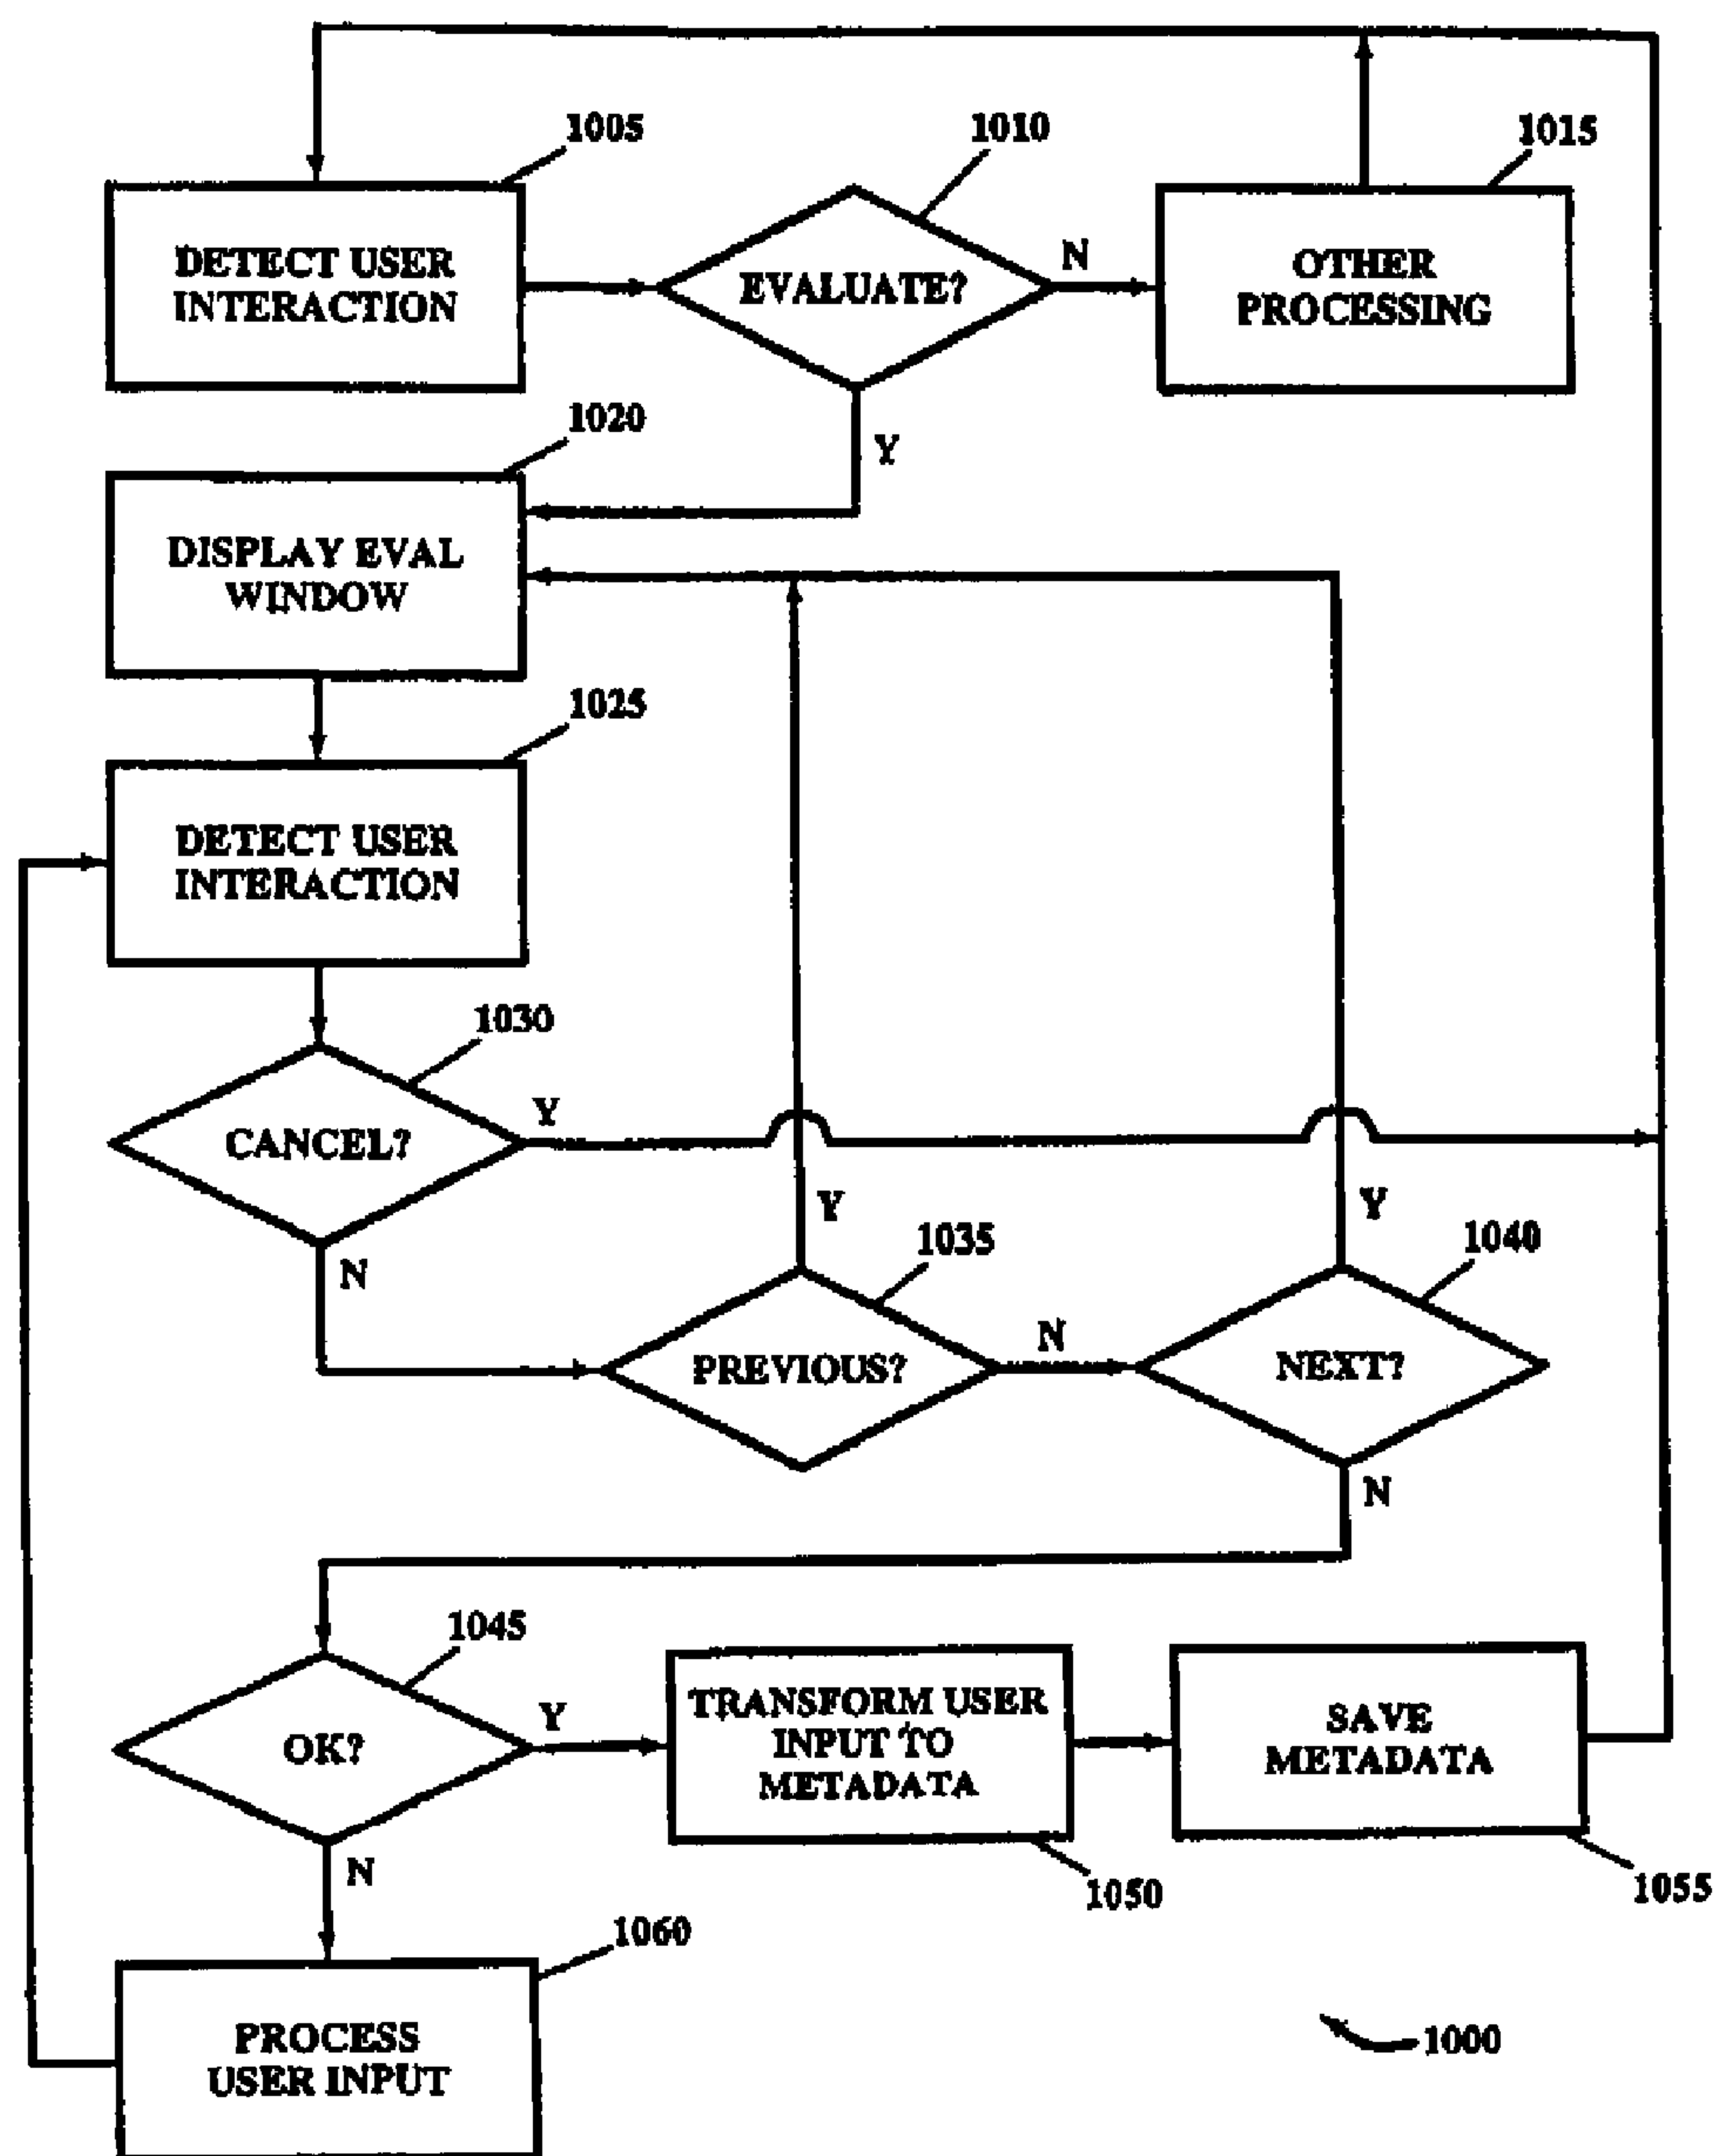 1005
1010
1015
DETECT USER
INTERACTION
EVALUATE?
N
OTHER
PROCESSING
Y
1020
DISPLAY EVAL
WINDOW
1025
DETECT USER
INTERACTION
1030
CANCEL?
Y
N
Y
1035
Y
1040
PREVIOUS?
N
NEXT?
N
1045
OK?
Y
TRANSFORM USER
INPUT TO
METADATA
SAVE
METADATA
1050
1055
N
1060
PROCESS
USER INPUT
1000